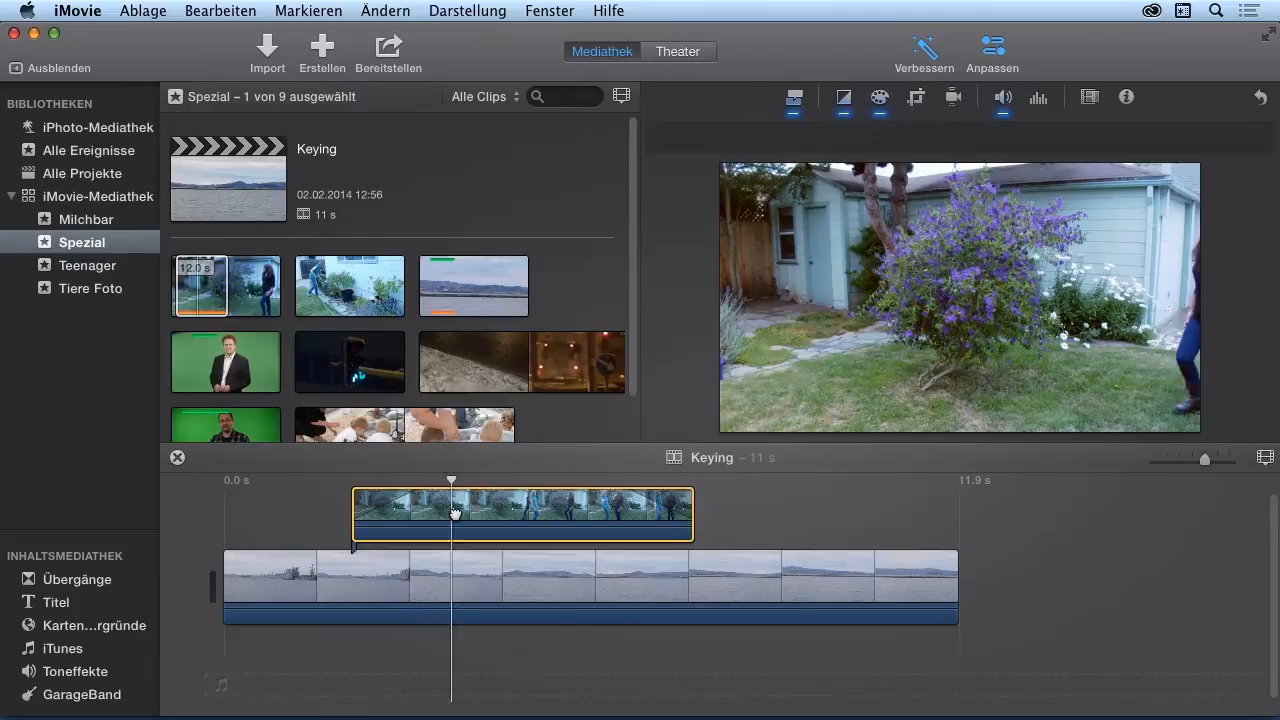 iMovie Ablage Bearbeiten Markieren Ändern Darstellung Fenster Hilfe
Ausblenden
Import Erstellen Bereitstellen
Mediathek Theater
Verbessern Anpassen
BIBLIOTHEKEN
iPhoto-Mediathek
Alle Ereignisse
Alle Projekte
iMovie-Mediathek
Milchbar
Spezial
Teenager
Tiere Foto
Spezial – 1 von 9 ausgewählt
Alle Clips
Keying
02.02.2014 12:56
11 s
12.0 s
Keying – 11 s
0.0 s
11.9 s
INHALTSMEDIATHEK
Übergänge
Titel
Karten...rgründe
iTunes
Toneffekte
GarageBand